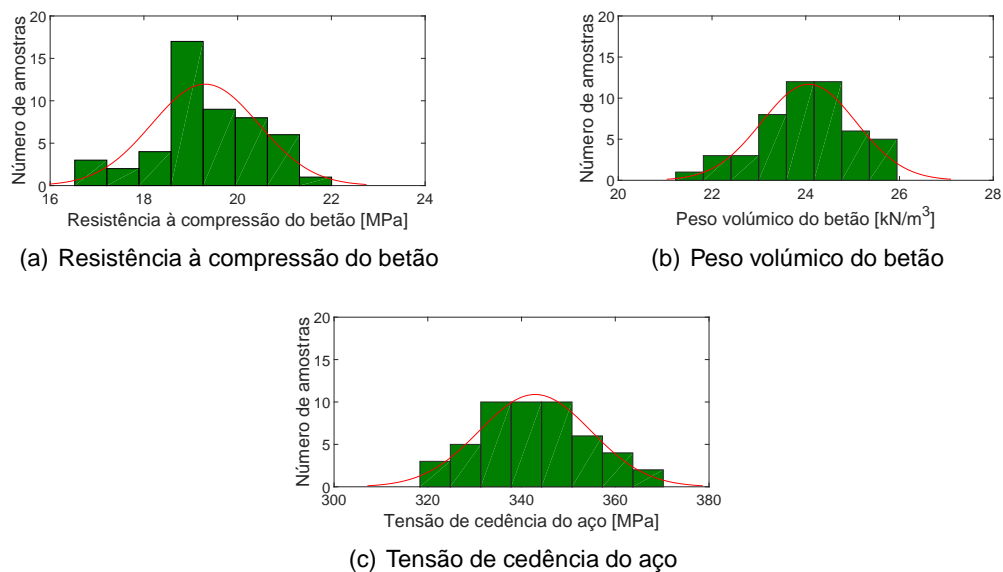 20
15
10
5
0
16 18 20 22 24
Número de amostras
Resistência à compressão do betão [MPa]
(a) Resistência à compressão do betão
20
15
10
5
0
20 22 24 26 28
Número de amostras
Peso volúmico do betão [kN/m³]
(b) Peso volúmico do betão
20
15
10
5
0
300 320 340 360 380
Número de amostras
Tensão de cedência do aço [MPa]
(c) Tensão de cedência do aço